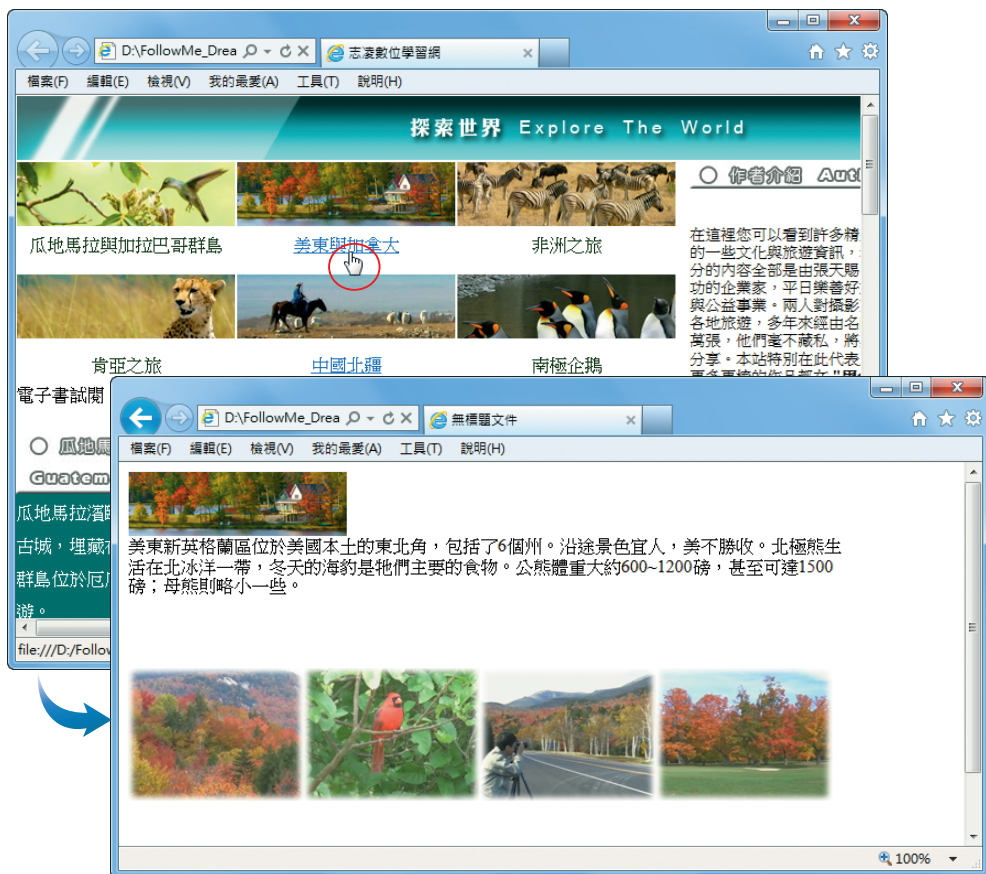 D:\FollowMe_Drea
志凌數位學習網
檔案(F) 編輯(E) 檢視(V) 我的最愛(A) 工具(T) 說明(H)
探索世界 Explore The World
瓜地馬拉與加拉巴哥群島
美東與加拿大
非洲之旅
肯亞之旅
中國北疆
南極企鵝
作者介紹 Aut
在這裡您可以看到許多精
的一些文化與旅遊資訊，
分的內容全部是由張天賜
功的企業家，平日樂善好
與公益事業。兩人對攝影
各地旅遊，多年來經由名
萬張，他們毫不藏私，將
分享。本站特別在此代表
電子書試閱
瓜地馬
Guatem
瓜地馬拉濱臨
古城，埋藏在
群島位於厄瓜
遊。
file:///D:/Follow
D:\FollowMe_Drea
無標題文件
檔案(F) 編輯(E) 檢視(V) 我的最愛(A) 工具(T) 說明(H)
美東新英格蘭區位於美國本土的東北角，包括了6個州。沿途景色宜人，美不勝收。北極熊生
活在北冰洋一帶，冬天的海豹是牠們主要的食物。公熊體重大約600~1200磅，甚至可達1500
磅；母熊則略小一些。
100%